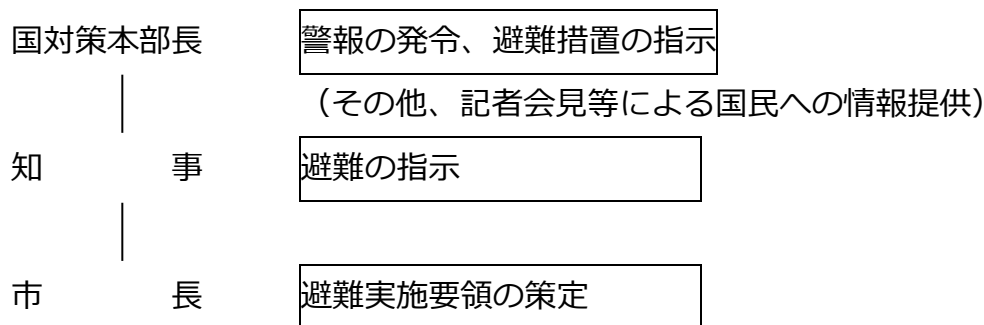 国対策本部長 警報の発令、避難措置の指示
（その他、記者会見等による国民への情報提供）
知事 避難の指示
市長 避難実施要領の策定